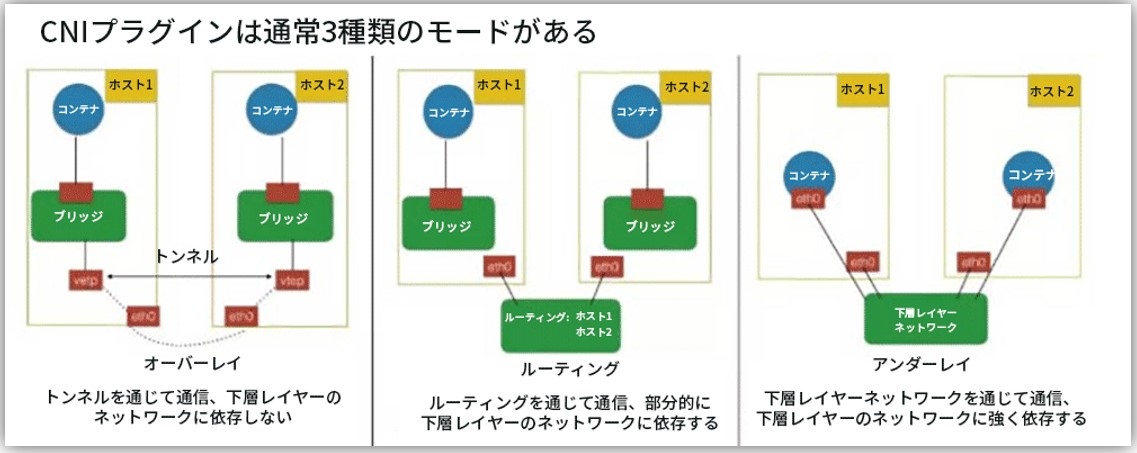 CNIプラグインは通常3種類のモードがある
ホスト1
コンテナ
ブリッジ
vetp
eth0
ホスト2
コンテナ
ブリッジ
vtep
eth0
トンネル
オーバーレイ
トンネルを通じて通信、下層レイヤーの
ネットワークに依存しない
ホスト1
コンテナ
ブリッジ
eth0
ホスト2
コンテナ
ブリッジ
eth0
ルーティング: ホスト1
ホスト2
ルーティング
ルーティングを通じて通信、部分的に
下層レイヤーのネットワークに依存する
ホスト1
コンテナ
eth0
eth0
ホスト2
コンテナ
eth0
eth0
下層レイヤー
ネットワーク
アンダーレイ
下層レイヤーネットワークを通じて通信、
下層レイヤーのネットワークに強く依存する